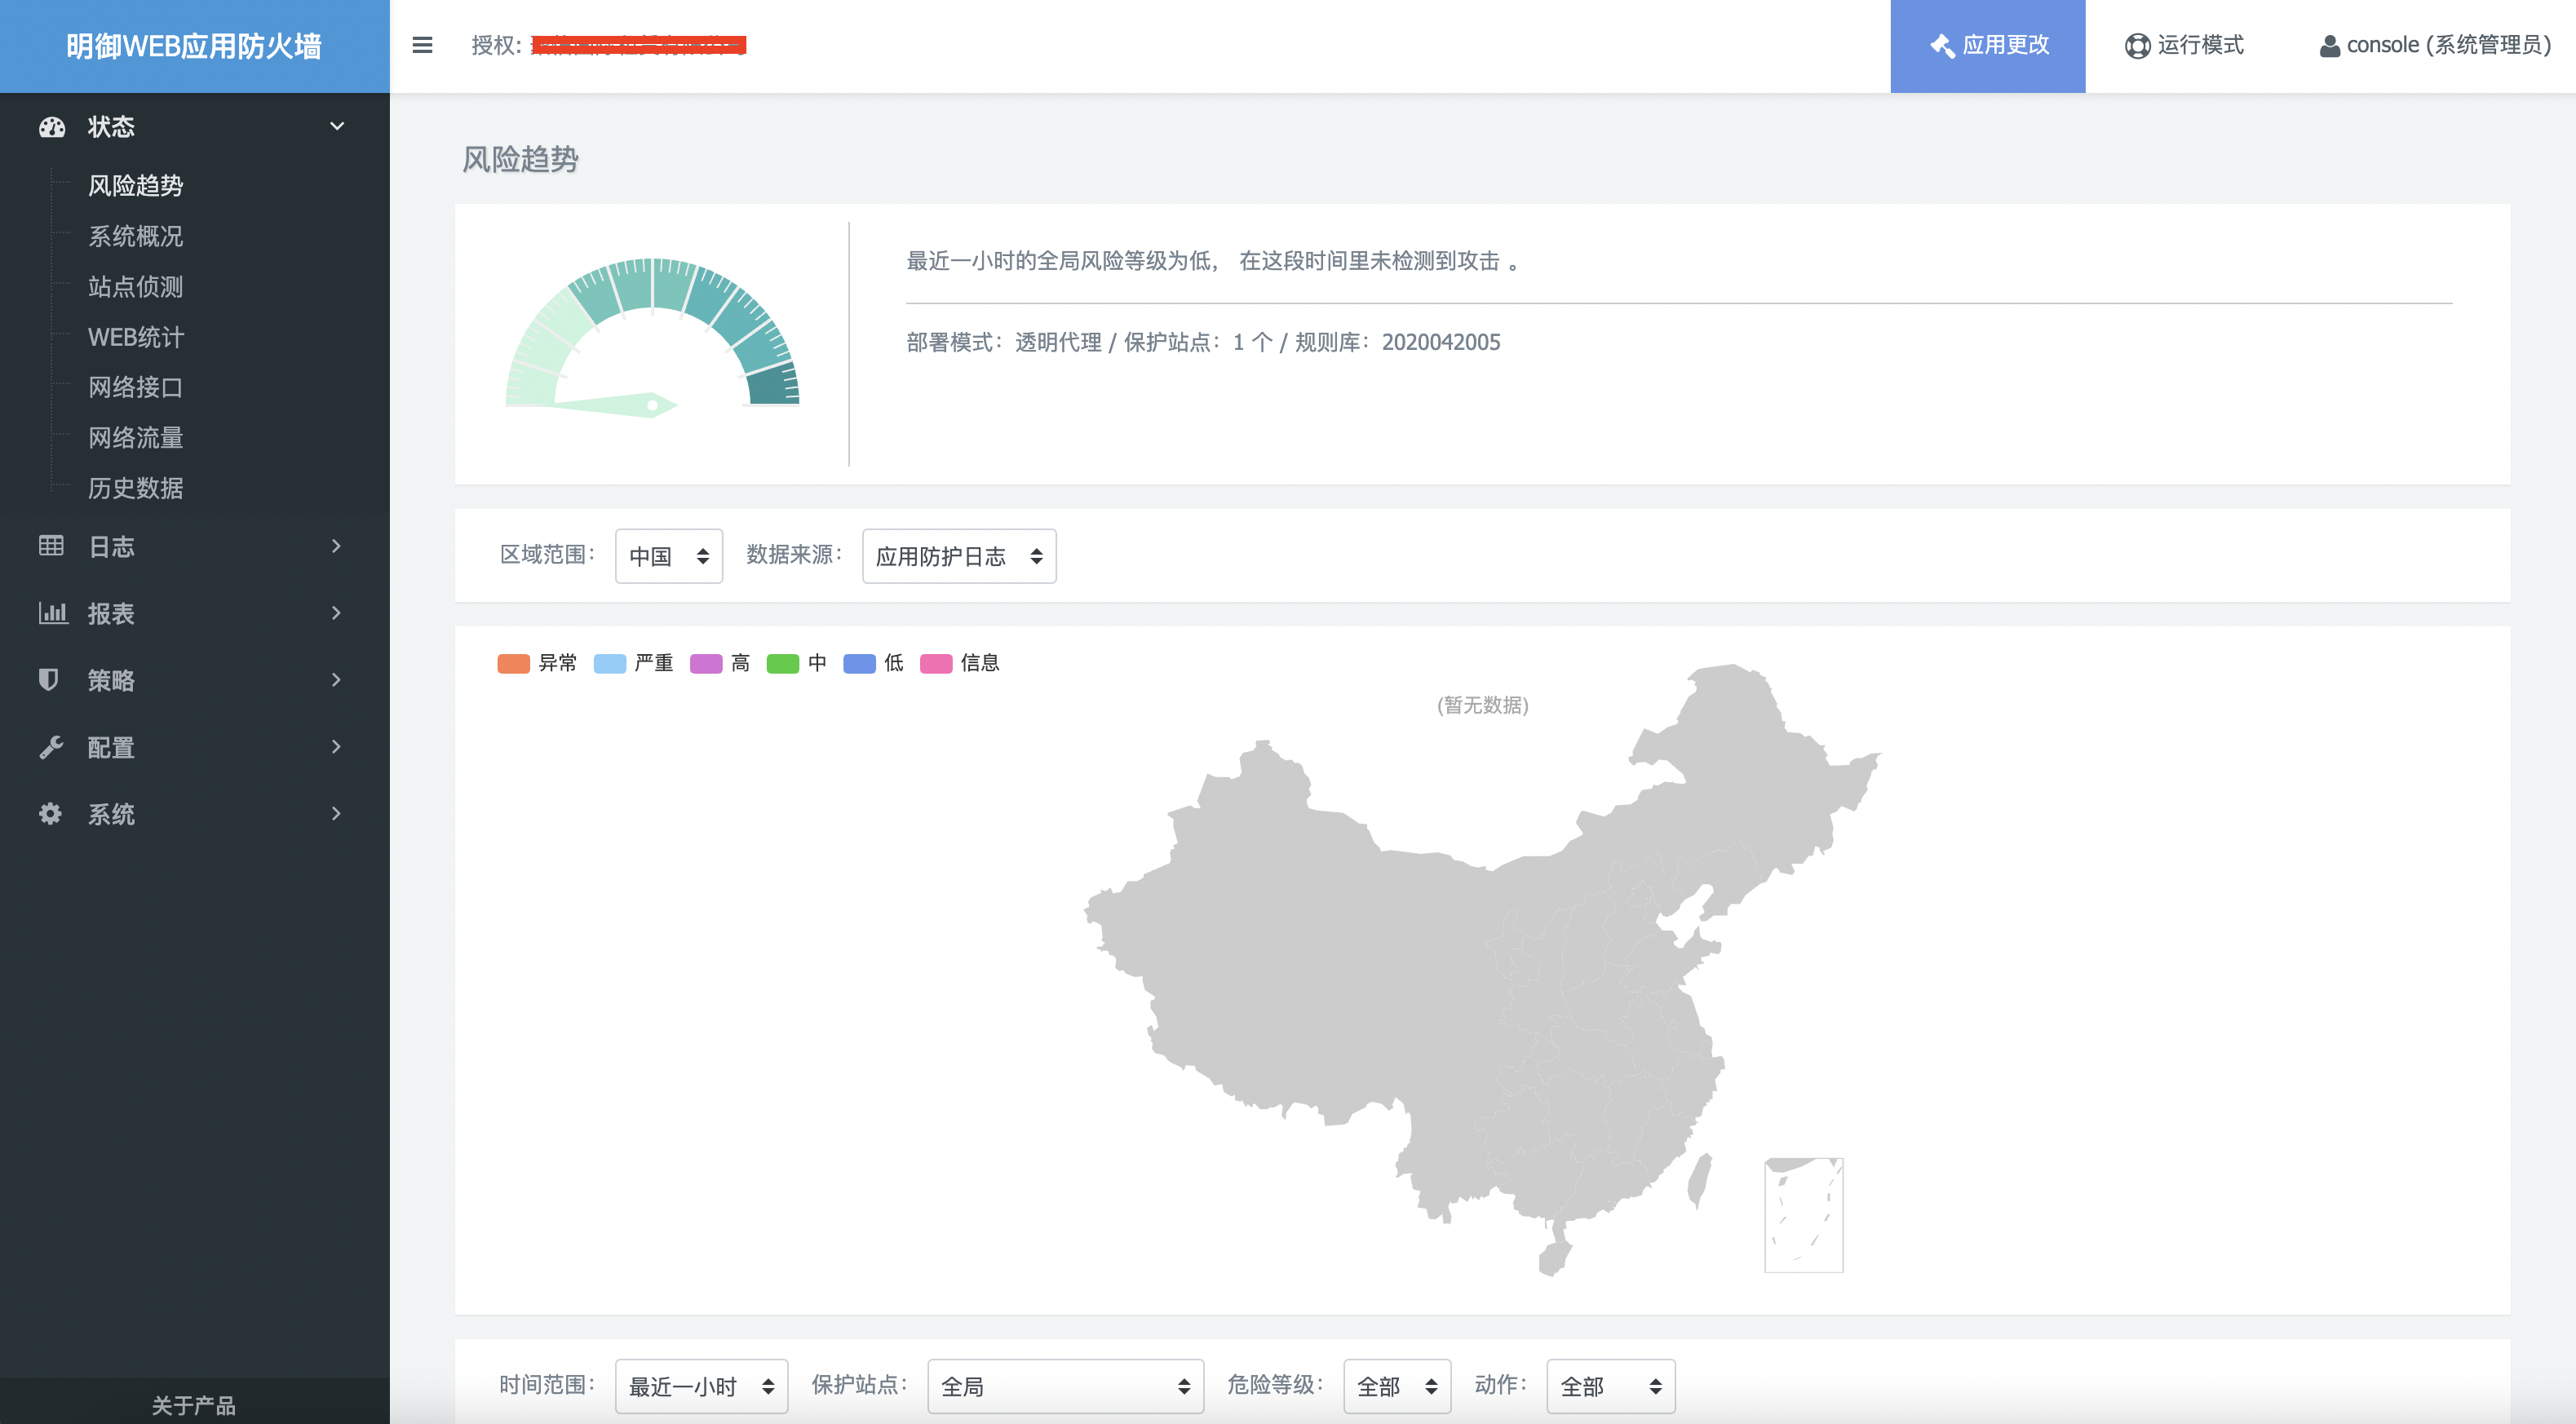 明御WEB应用防火墙
授权:
应用更改
运行模式
console (系统管理员)
状态
风险趋势
系统概况
站点侦测
WEB统计
网络接口
网络流量
历史数据
日志
报表
策略
配置
系统
关于产品
风险趋势
最近一小时的全局风险等级为低， 在这段时间里未检测到攻击 。
部署模式：透明代理 / 保护站点：1 个 / 规则库：2020042005
区域范围： 中国 数据来源： 应用防护日志
异常 严重 高 中 低 信息
(暂无数据)
时间范围： 最近一小时 保护站点： 全局 危险等级： 全部 动作： 全部